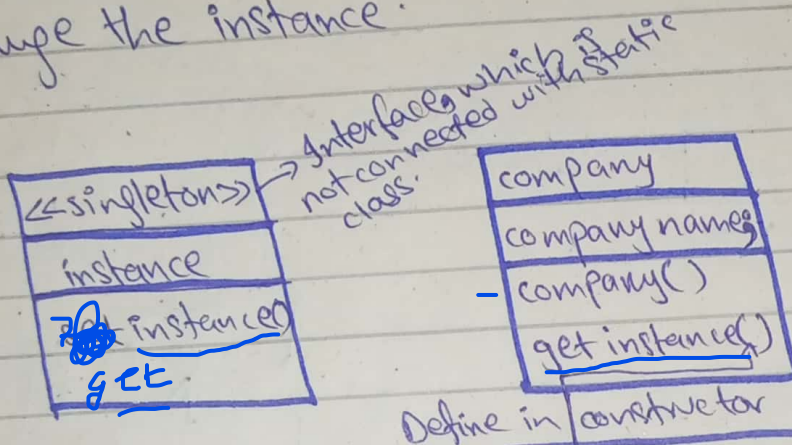 the instance.
Interface, which is
not connected with static
class.
<<singleton>>
instance
instance()
get
company
company name;
- company()
get instance()
Define in constructor